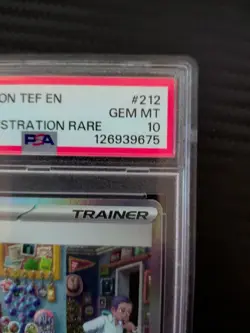 ON TEF EN #212
GEM MT
STRATION RARE 10
PSA 126939675
TRAINER